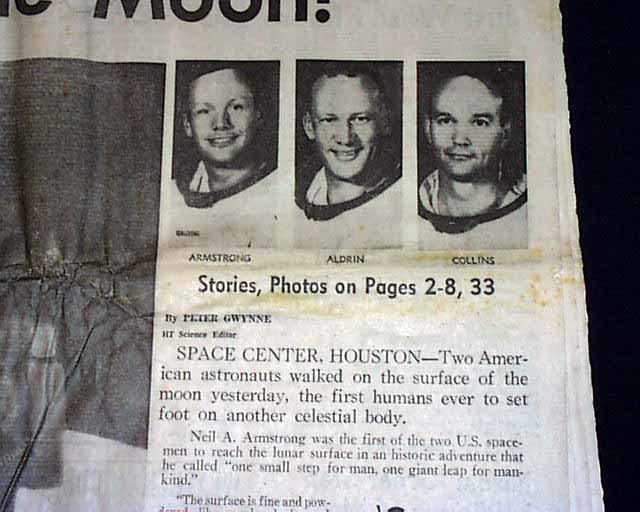 Moon!
ARMSTRONG
ALDRIN
COLLINS
Stories, Photos on Pages 2-8, 33
By PETER GWYNNE
HT Science Editor
SPACE CENTER, HOUSTON—Two Amer-
ican astronauts walked on the surface of the
moon yesterday, the first humans ever to set
foot on another celestial body.
Neil A. Armstrong was the first of the two U.S. space-
men to reach the lunar surface in an historic adventure that
he called "one small step for man, one giant leap for man-
kind."
"The surface is fine and pow-